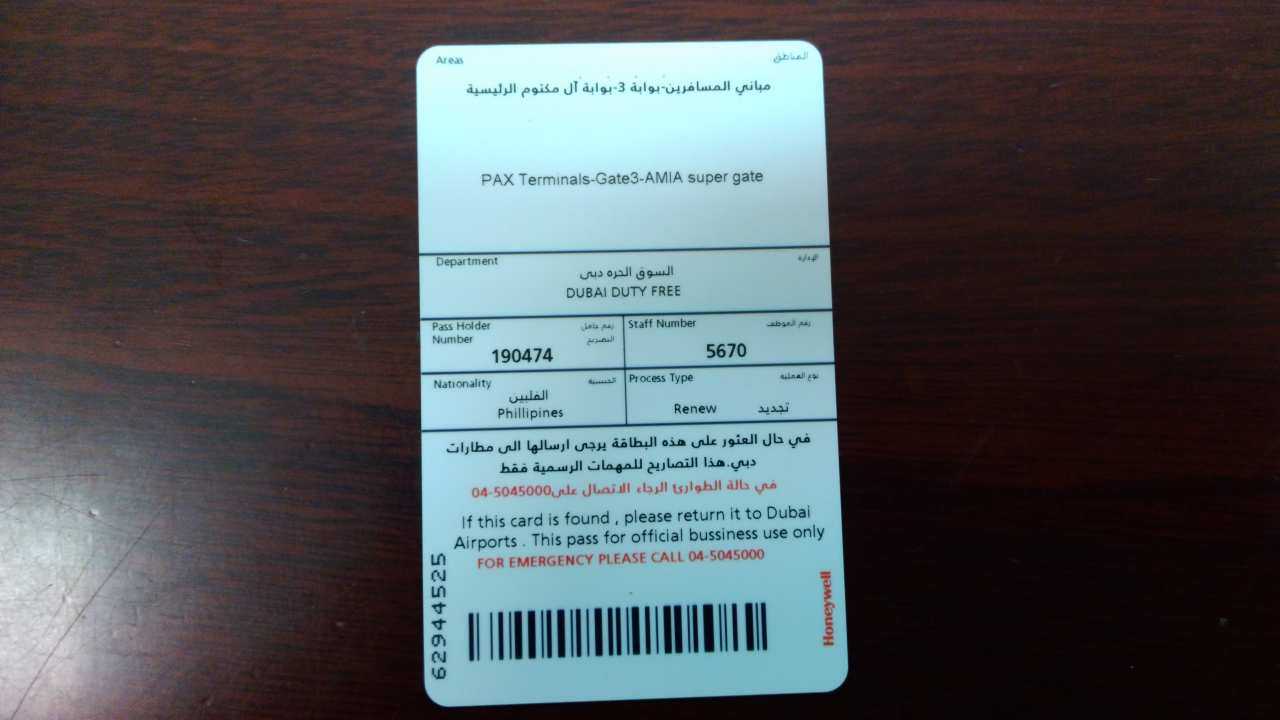 Areas المناطق
مباني المسافرين-بوابة 3-بوابة آل مكتوم الرئيسية
PAX Terminals-Gate3-AMIA super gate
Department الإدارة
السوق الحره دبى
DUBAI DUTY FREE
Pass Holder رقم حامل
Number التصريح
190474
Staff Number رقم الموظف
5670
Nationality الجنسية
الفلبين
Phillipines
Process Type نوع العملية
Renew تجديد
في حال العثور على هذه البطاقة يرجى ارسالها الى مطارات
دبي.هذا التصاريح للمهمات الرسمية فقط
في حالة الطوارئ الرجاء الاتصال على04-5045000
If this card is found , please return it to Dubai
Airports . This pass for official bussiness use only
FOR EMERGENCY PLEASE CALL 04-5045000
62944525
Honeywell